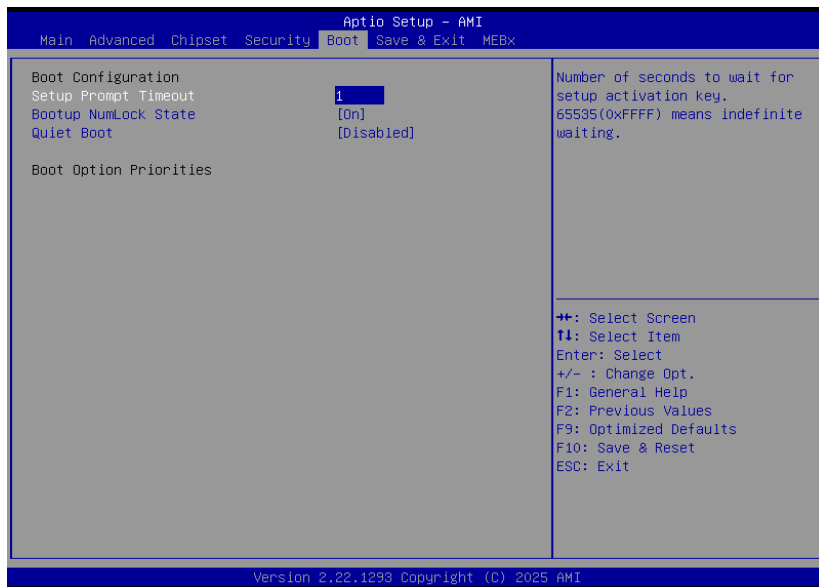 Aptio Setup – AMI
Main Advanced Chipset Security Boot Save & Exit MEBx
Boot Configuration
Setup Prompt Timeout 1
Bootup NumLock State [On]
Quiet Boot [Disabled]
Boot Option Priorities
Number of seconds to wait for
setup activation key.
65535(0xFFFF) means indefinite
waiting.
→←: Select Screen
↑↓: Select Item
Enter: Select
+/- : Change Opt.
F1: General Help
F2: Previous Values
F9: Optimized Defaults
F10: Save & Reset
ESC: Exit
Version 2.22.1293 Copyright (C) 2025 AMI